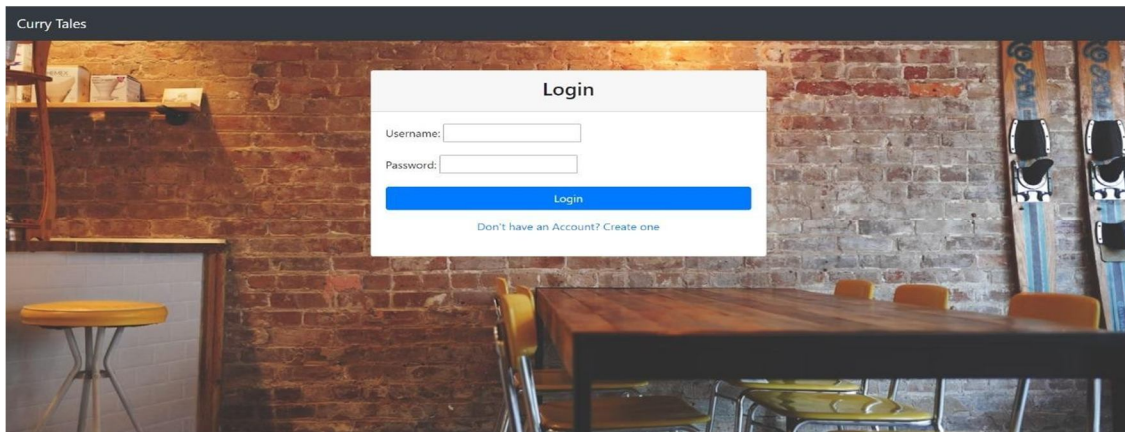 Curry Tales
Login
Username:
Password:
Login
Don't have an Account? Create one